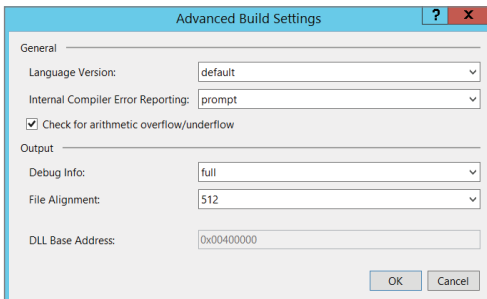 Advanced Build Settings
? x
General
Language Version: default
Internal Compiler Error Reporting: prompt
Check for arithmetic overflow/underflow
Output
Debug Info: full
File Alignment: 512
DLL Base Address: 0x00400000
OK Cancel